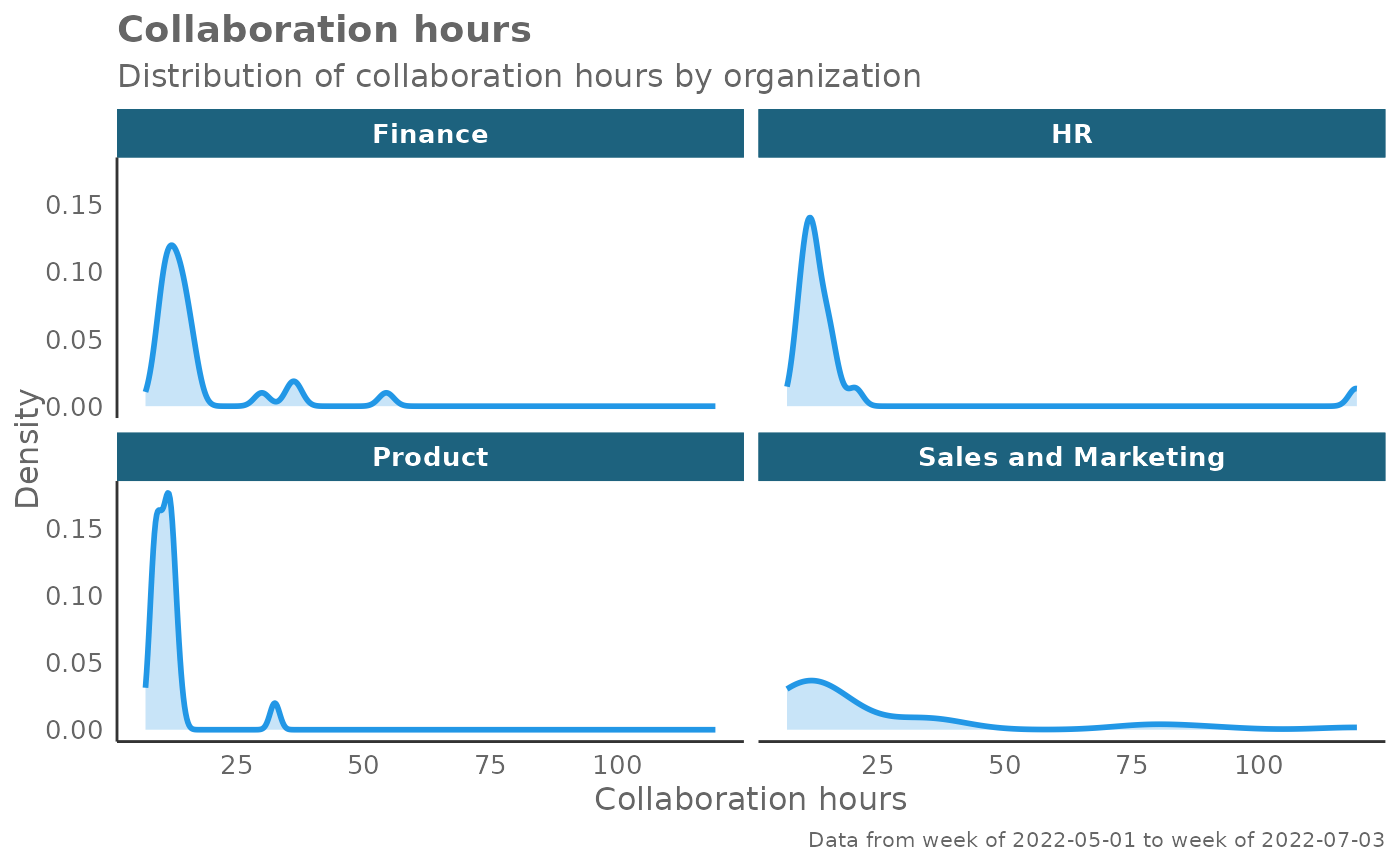 Collaboration hours
Distribution of collaboration hours by organization
Finance
HR
0.15
0.10
0.05
0.00
Density
Product
Sales and Marketing
0.15
0.10
0.05
0.00
25 50 75 100
25 50 75 100
Collaboration hours
Data from week of 2022-05-01 to week of 2022-07-03